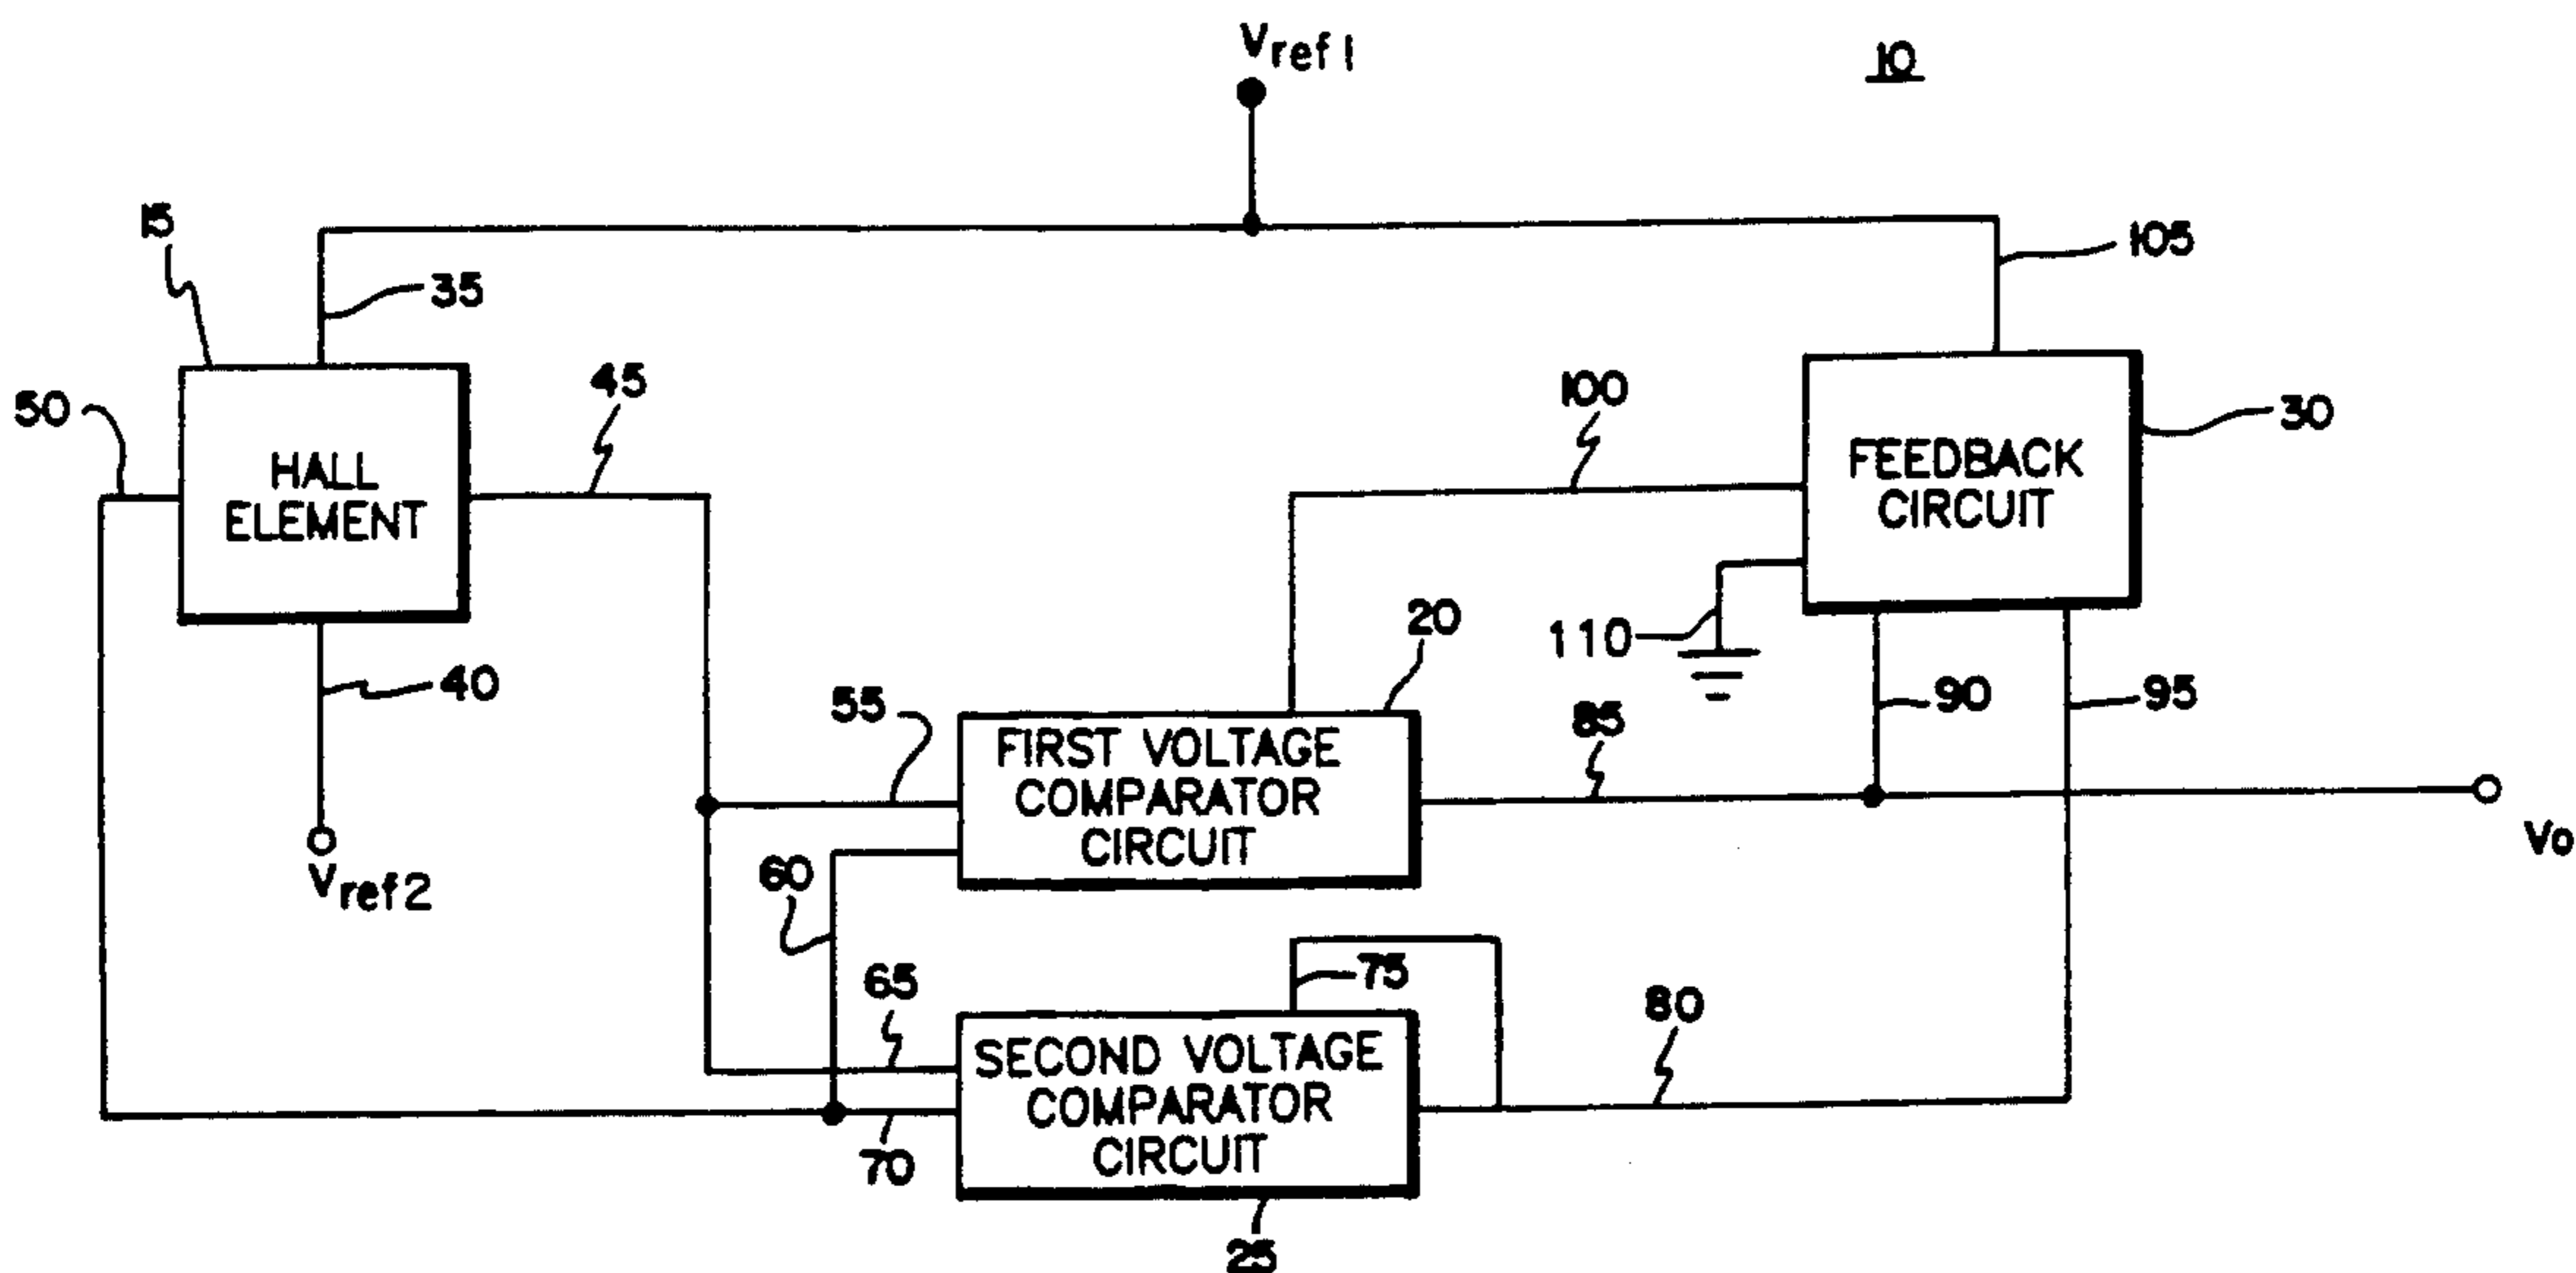 Vref1
10
15
35
105
50
45
100
30
HALL
ELEMENT
FEEDBACK
CIRCUIT
110
20
40
90
95
55
85
Vref2
FIRST VOLTAGE
COMPARATOR
CIRCUIT
Vo
60
65
75
80
SECOND VOLTAGE
COMPARATOR
CIRCUIT
70
25